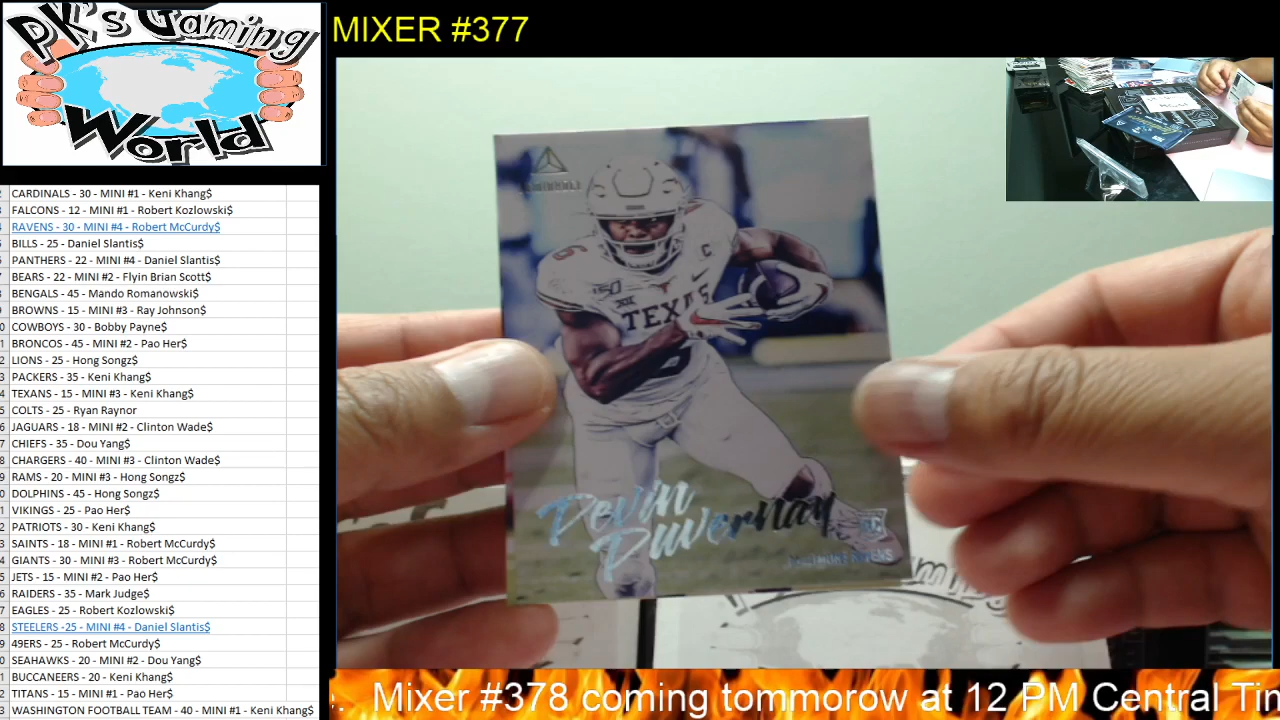 PK's Gaming
World
MIXER #377
CARDINALS - 30 - MINI #1 - Keni Khang$
FALCONS - 12 - MINI #1 - Robert Kozlowski$
RAVENS - 30 - MINI #4 - Robert McCurdy$
BILLS - 25 - Daniel Slantis$
PANTHERS - 22 - MINI #4 - Daniel Slantis$
BEARS - 22 - MINI #2 - Flyin Brian Scott$
BENGALS - 45 - Mando Romanowski$
BROWNS - 15 - MINI #3 - Ray Johnson$
COWBOYS - 30 - Bobby Payne$
BRONCOS - 45 - MINI #2 - Pao Her$
LIONS - 25 - Hong Songz$
PACKERS - 35 - Keni Khang$
TEXANS - 15 - MINI #3 - Keni Khang$
COLTS - 25 - Ryan Raynor
JAGUARS - 18 - MINI #2 - Clinton Wade$
CHIEFS - 35 - Dou Yang$
CHARGERS - 40 - MINI #3 - Clinton Wade$
RAMS - 20 - MINI #3 - Hong Songz$
DOLPHINS - 45 - Hong Songz$
VIKINGS - 25 - Pao Her$
PATRIOTS - 30 - Keni Khang$
SAINTS - 18 - MINI #1 - Robert McCurdy$
GIANTS - 30 - MINI #3 - Robert McCurdy$
JETS - 15 - MINI #2 - Pao Her$
RAIDERS - 35 - Mark Judge$
EAGLES - 25 - Robert Kozlowski$
STEELERS -25 - MINI #4 - Daniel Slantis$
49ERS - 25 - Robert McCurdy$
SEAHAWKS - 20 - MINI #2 - Dou Yang$
BUCCANEERS - 20 - Keni Khang$
TITANS - 15 - MINI #1 - Pao Her$
WASHINGTON FOOTBALL TEAM - 40 - MINI #1 - Keni Khang$
6
C
150
XII
TEXAS
Devin
Duvernay
RC
BALTIMORE RAVENS
Mixer #378 coming tommorow at 12 PM Central Tim